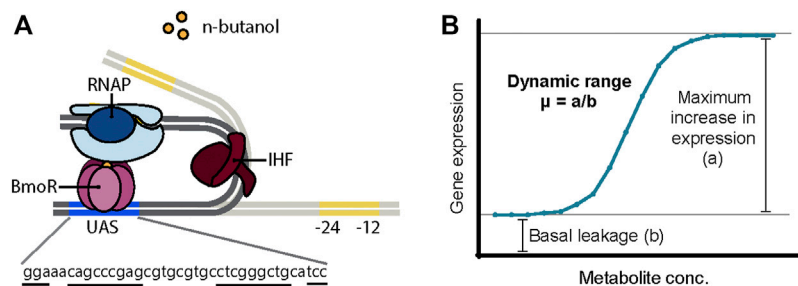 A
n-butanol
RNAP
BmoR
IHF
UAS
-24
-12
ggaaacagcccgagcgtgcgtgcctcgggctgcatcc
B
Gene expression
Dynamic range
μ = a/b
Maximum
increase in
expression
(a)
Basal leakage (b)
Metabolite conc.